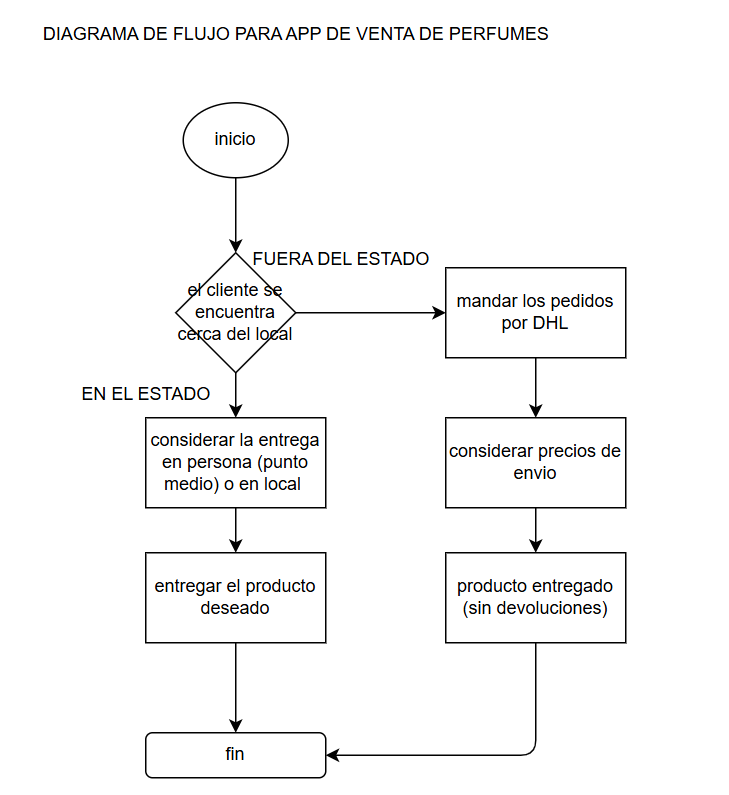 DIAGRAMA DE FLUJO PARA APP DE VENTA DE PERFUMES
inicio
FUERA DEL ESTADO
el cliente se
encuentra
cerca del local
mandar los pedidos
por DHL
EN EL ESTADO
considerar la entrega
en persona (punto
medio) o en local
considerar precios de
envio
entregar el producto
deseado
producto entregado
(sin devoluciones)
fin